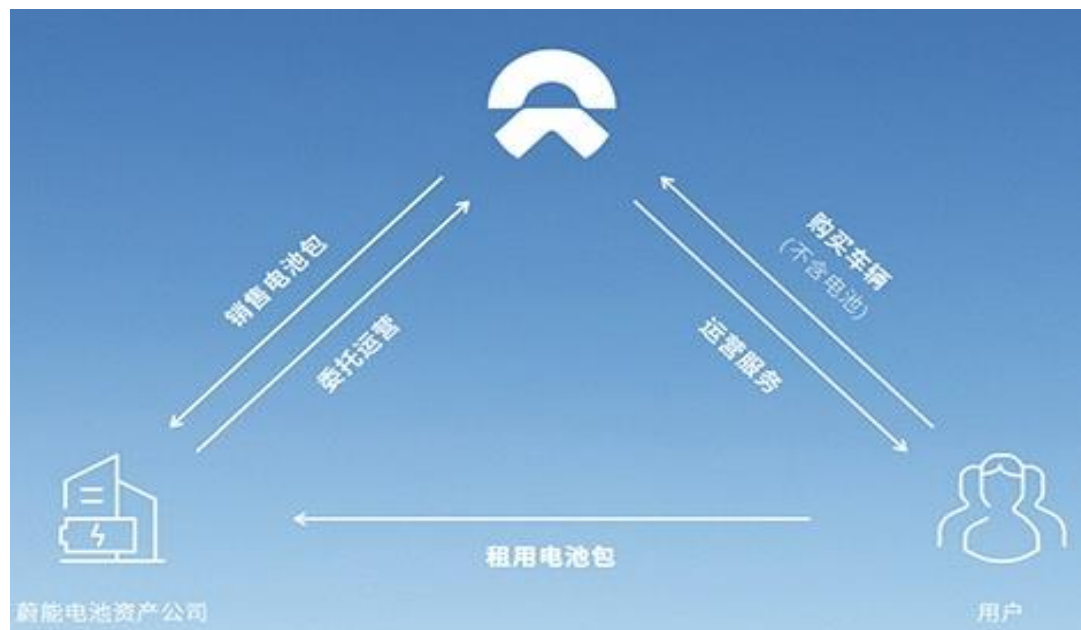 购买车辆
(不含电池)
销售电池包
委托运营
运营服务
租用电池包
蔚能电池资产公司
用户